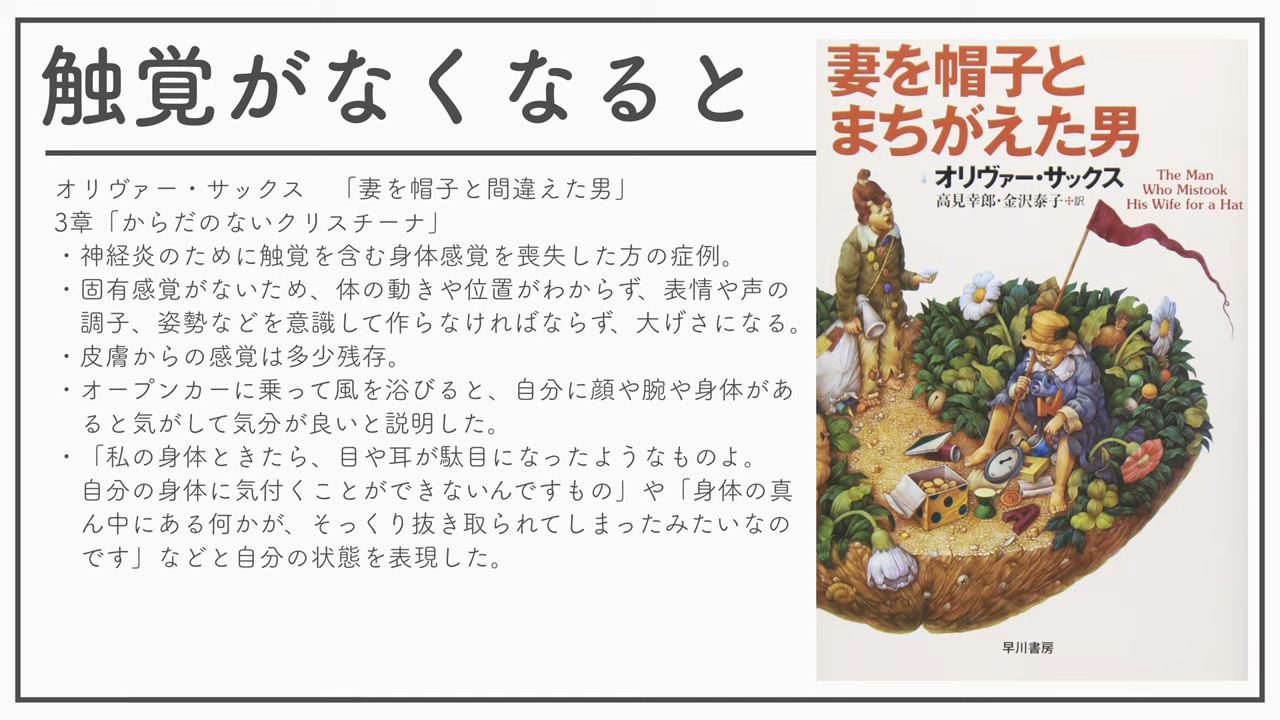 触覚がなくなると
オリヴァー・サックス 「妻を帽子と間違えた男」
3章「からだのないクリスチーナ」
・神経炎のために触覚を含む身体感覚を喪失した方の症例。
・固有感覚がないため、体の動きや位置がわからず、表情や声の
調子、姿勢などを意識して作らなければならず、大げさになる。
・皮膚からの感覚は多少残存。
・オープンカーに乗って風を浴びると、自分に顔や腕や身体があ
ると気がして気分が良いと説明した。
・「私の身体ときたら、目や耳が駄目になったようなものよ。
自分の身体に気付くことができないんですもの」や「身体の真
ん中にある何かが、そっくり抜き取られてしまったみたいなの
です」などと自分の状態を表現した。
妻を帽子と
まちがえた男
オリヴァー・サックス
高見幸郎・金沢泰子＋訳
The Man
Who Mistook
His Wife for a Hat
早川書房